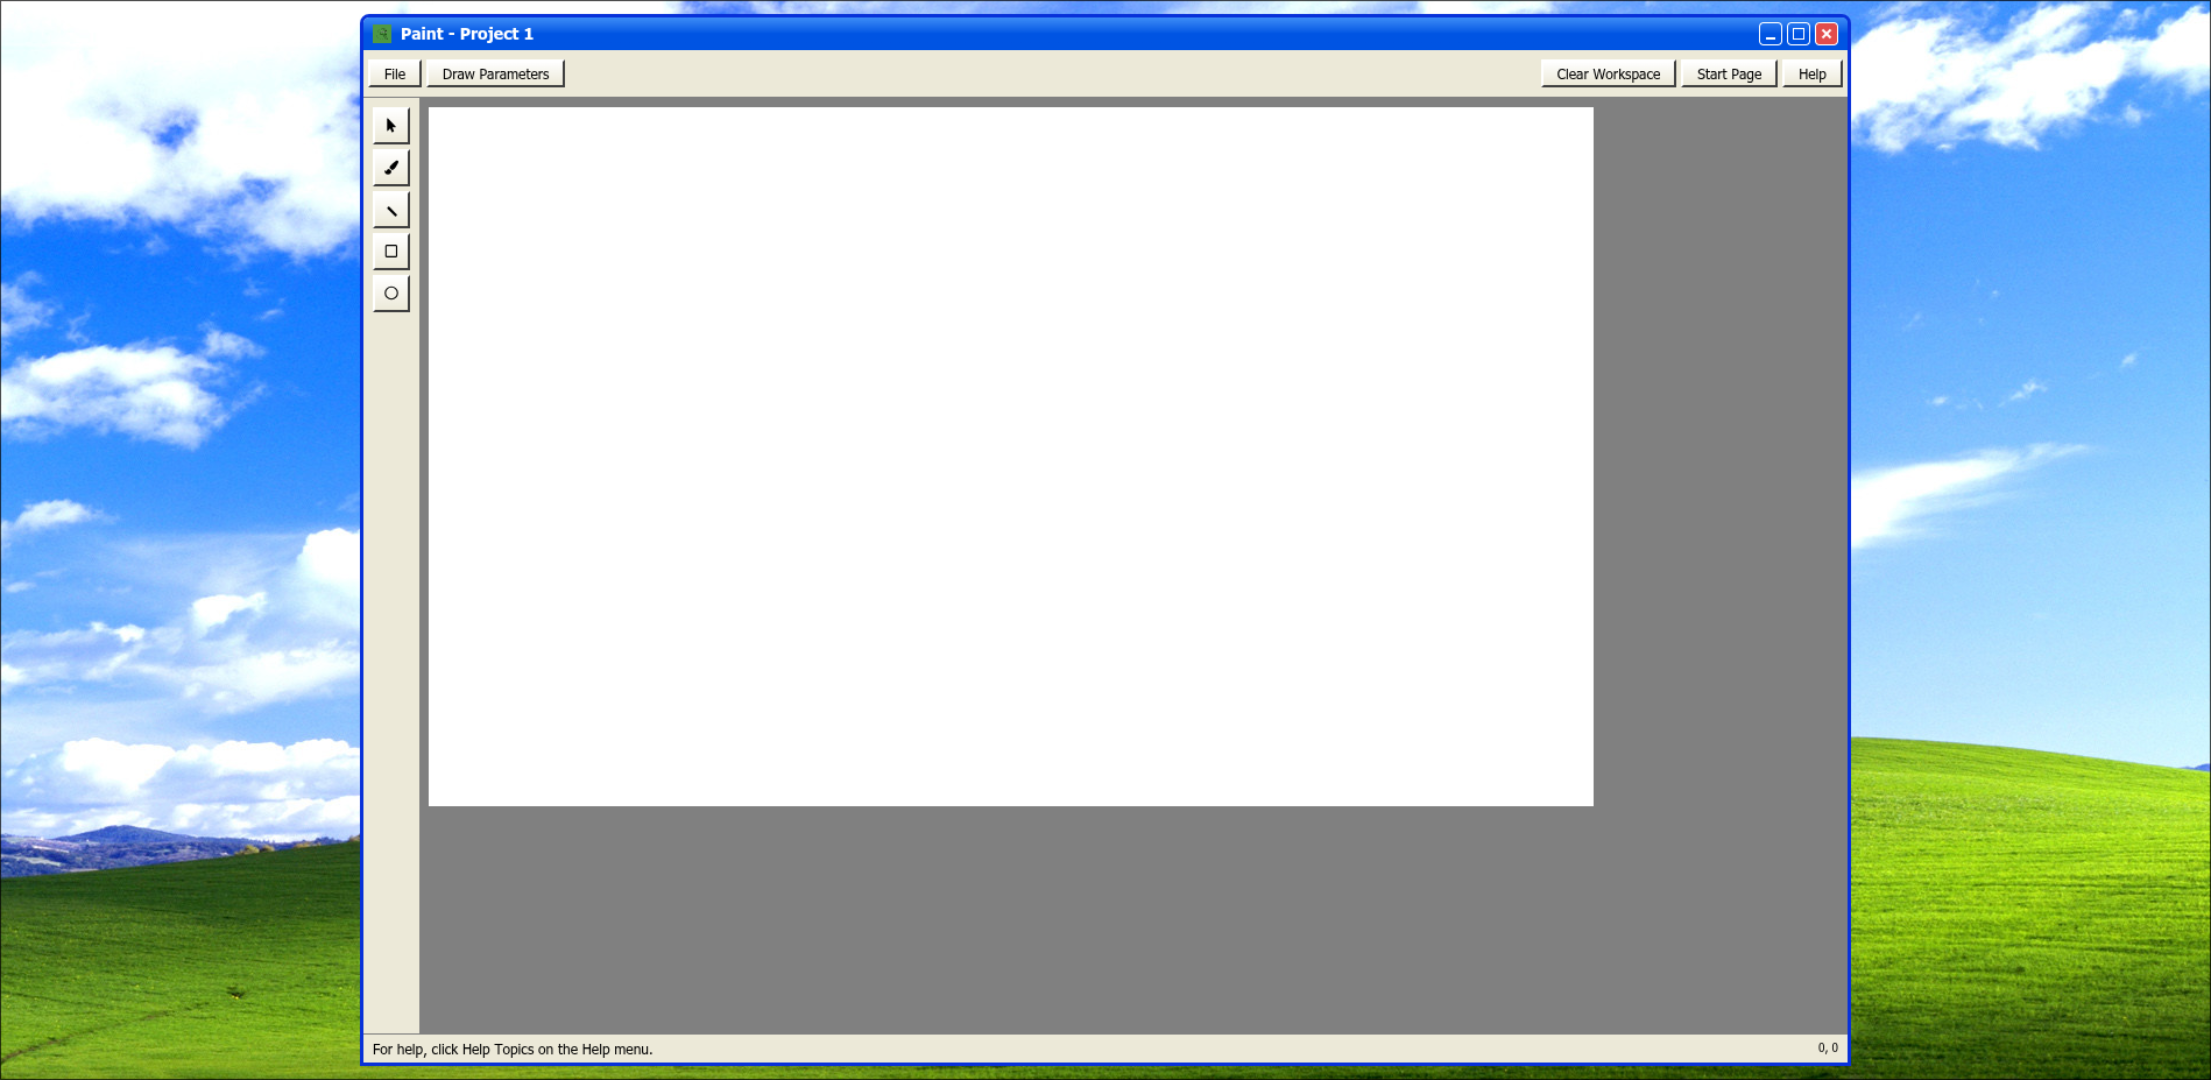 Paint - Project 1
File Draw Parameters Clear Workspace Start Page Help
For help, click Help Topics on the Help menu. 0, 0